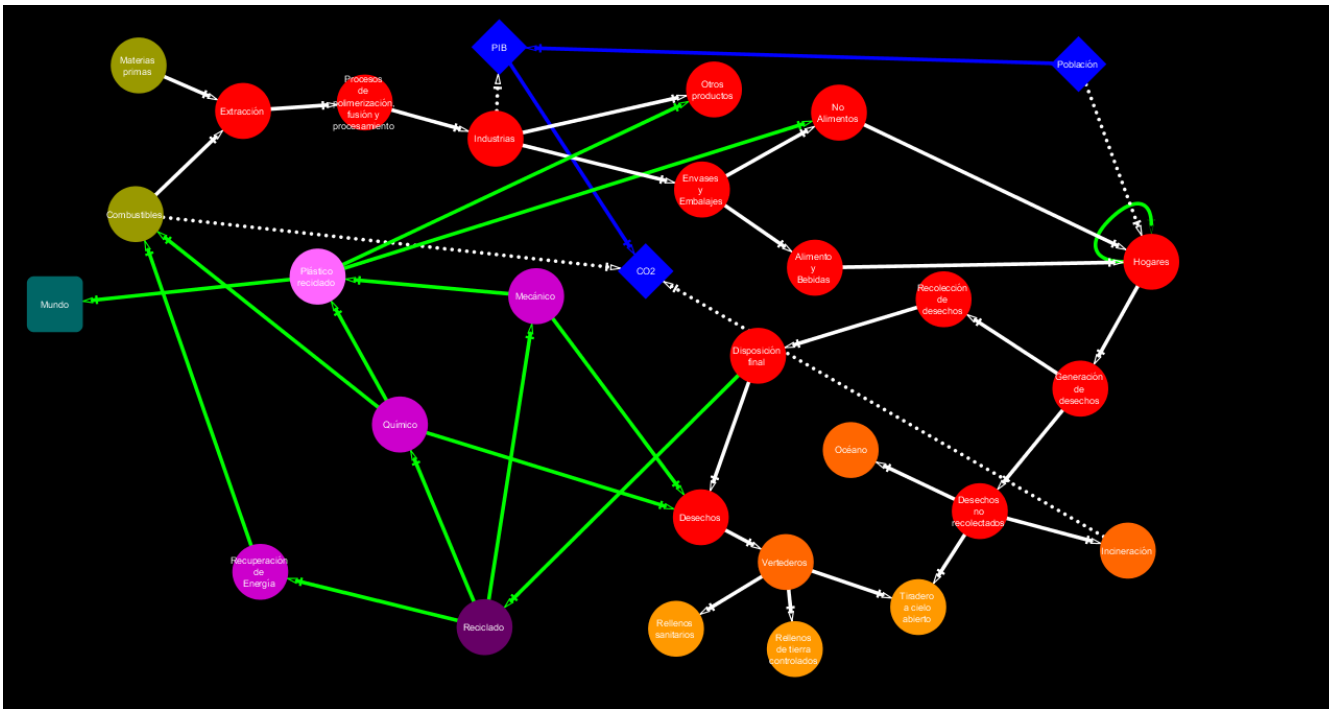 Materias
primas
Extracción
Procesos
de
polimerización,
fusión y
procesamiento
Industrias
PIB
Otros
productos
No
Alimentos
Población
Envases
y
Embalajes
Combustibles
Plástico
reciclado
CO2
Alimento
y
Bebidas
Hogares
Mundo
Mecánico
Recolección
de
desechos
Disposición
final
Generación
de
desechos
Químico
Océano
Desechos
Desechos
no
recolectados
Incineración
Recuperación
de
Energía
Vertederos
Tiradero
a cielo
abierto
Reciclado
Rellenos
sanitarios
Rellenos
de tierra
controlados